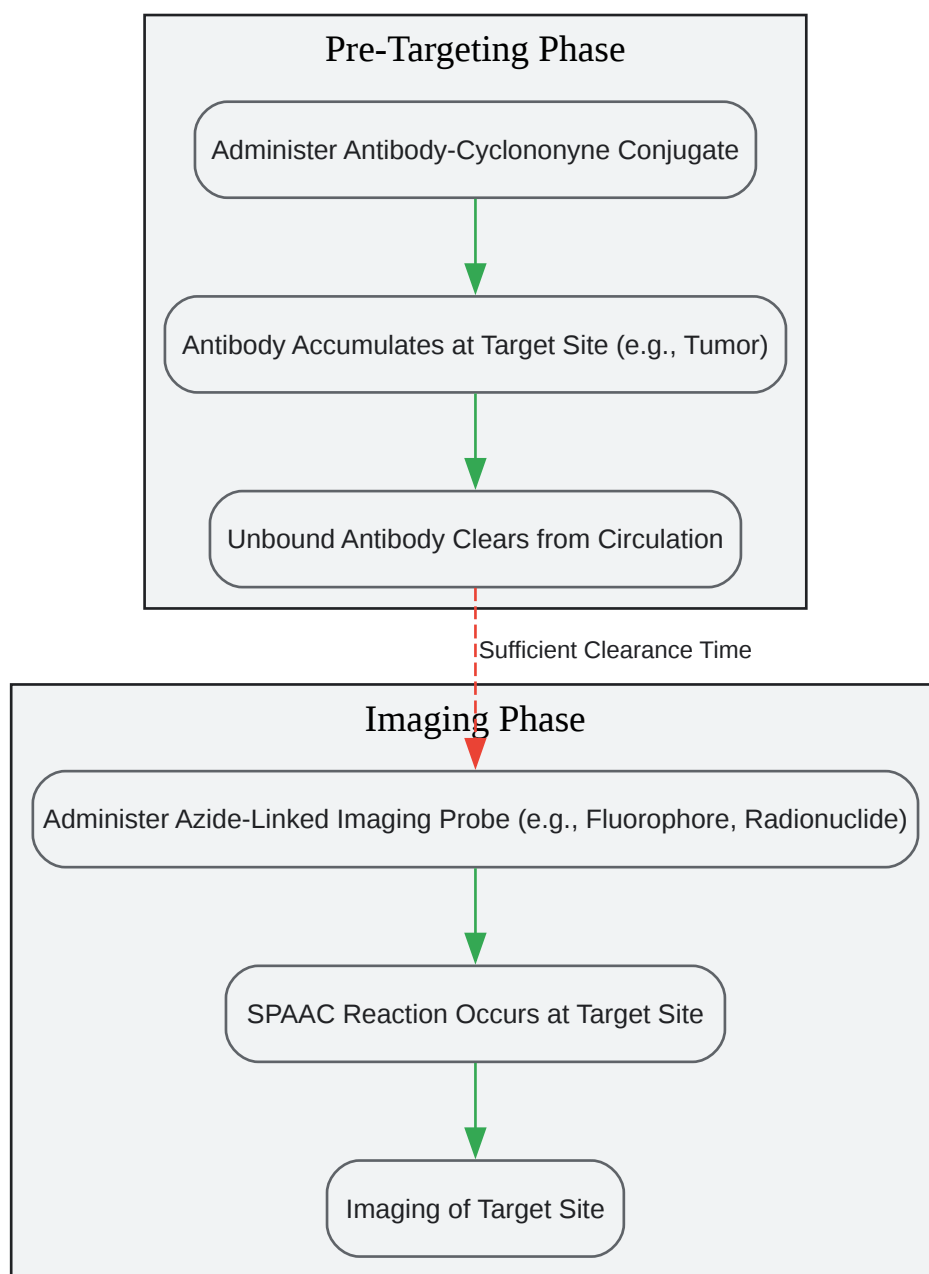 Pre-Targeting Phase
Administer Antibody-Cyclononyne Conjugate
Antibody Accumulates at Target Site (e.g., Tumor)
Unbound Antibody Clears from Circulation
Sufficient Clearance Time
Imaging Phase
Administer Azide-Linked Imaging Probe (e.g., Fluorophore, Radionuclide)
SPAAC Reaction Occurs at Target Site
Imaging of Target Site